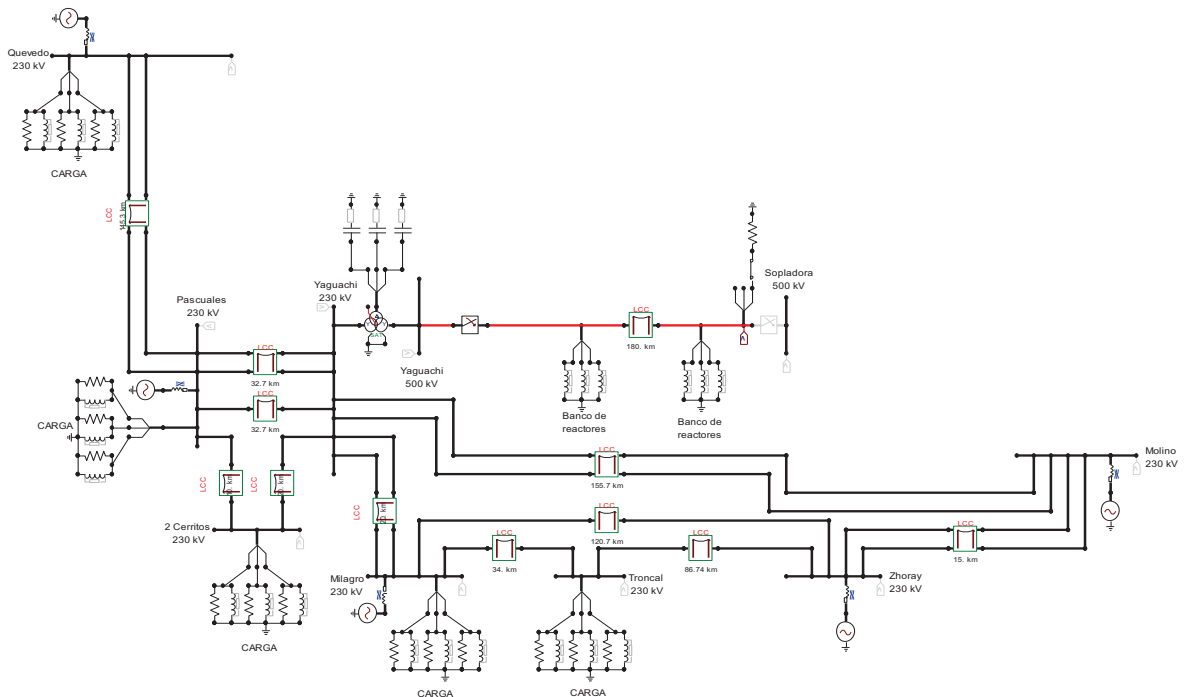 Quevedo
230 kV
CARGA
LCC
145.3 km
Pascuales
230 kV
Yaguachi
230 kV
SAT
Y
Y
Yaguachi
500 kV
LCC
180. km
Sopladora
500 kV
Banco de
reactores
Banco de
reactores
LCC
32.7 km
LCC
32.7 km
CARGA
LCC
LCC
2 Cerritos
230 kV
CARGA
LCC
LCC
155.7 km
LCC
120.7 km
LCC
34. km
LCC
86.74 km
Molino
230 kV
LCC
15. km
Zhoray
230 kV
Milagro
230 kV
Troncal
230 kV
CARGA
CARGA